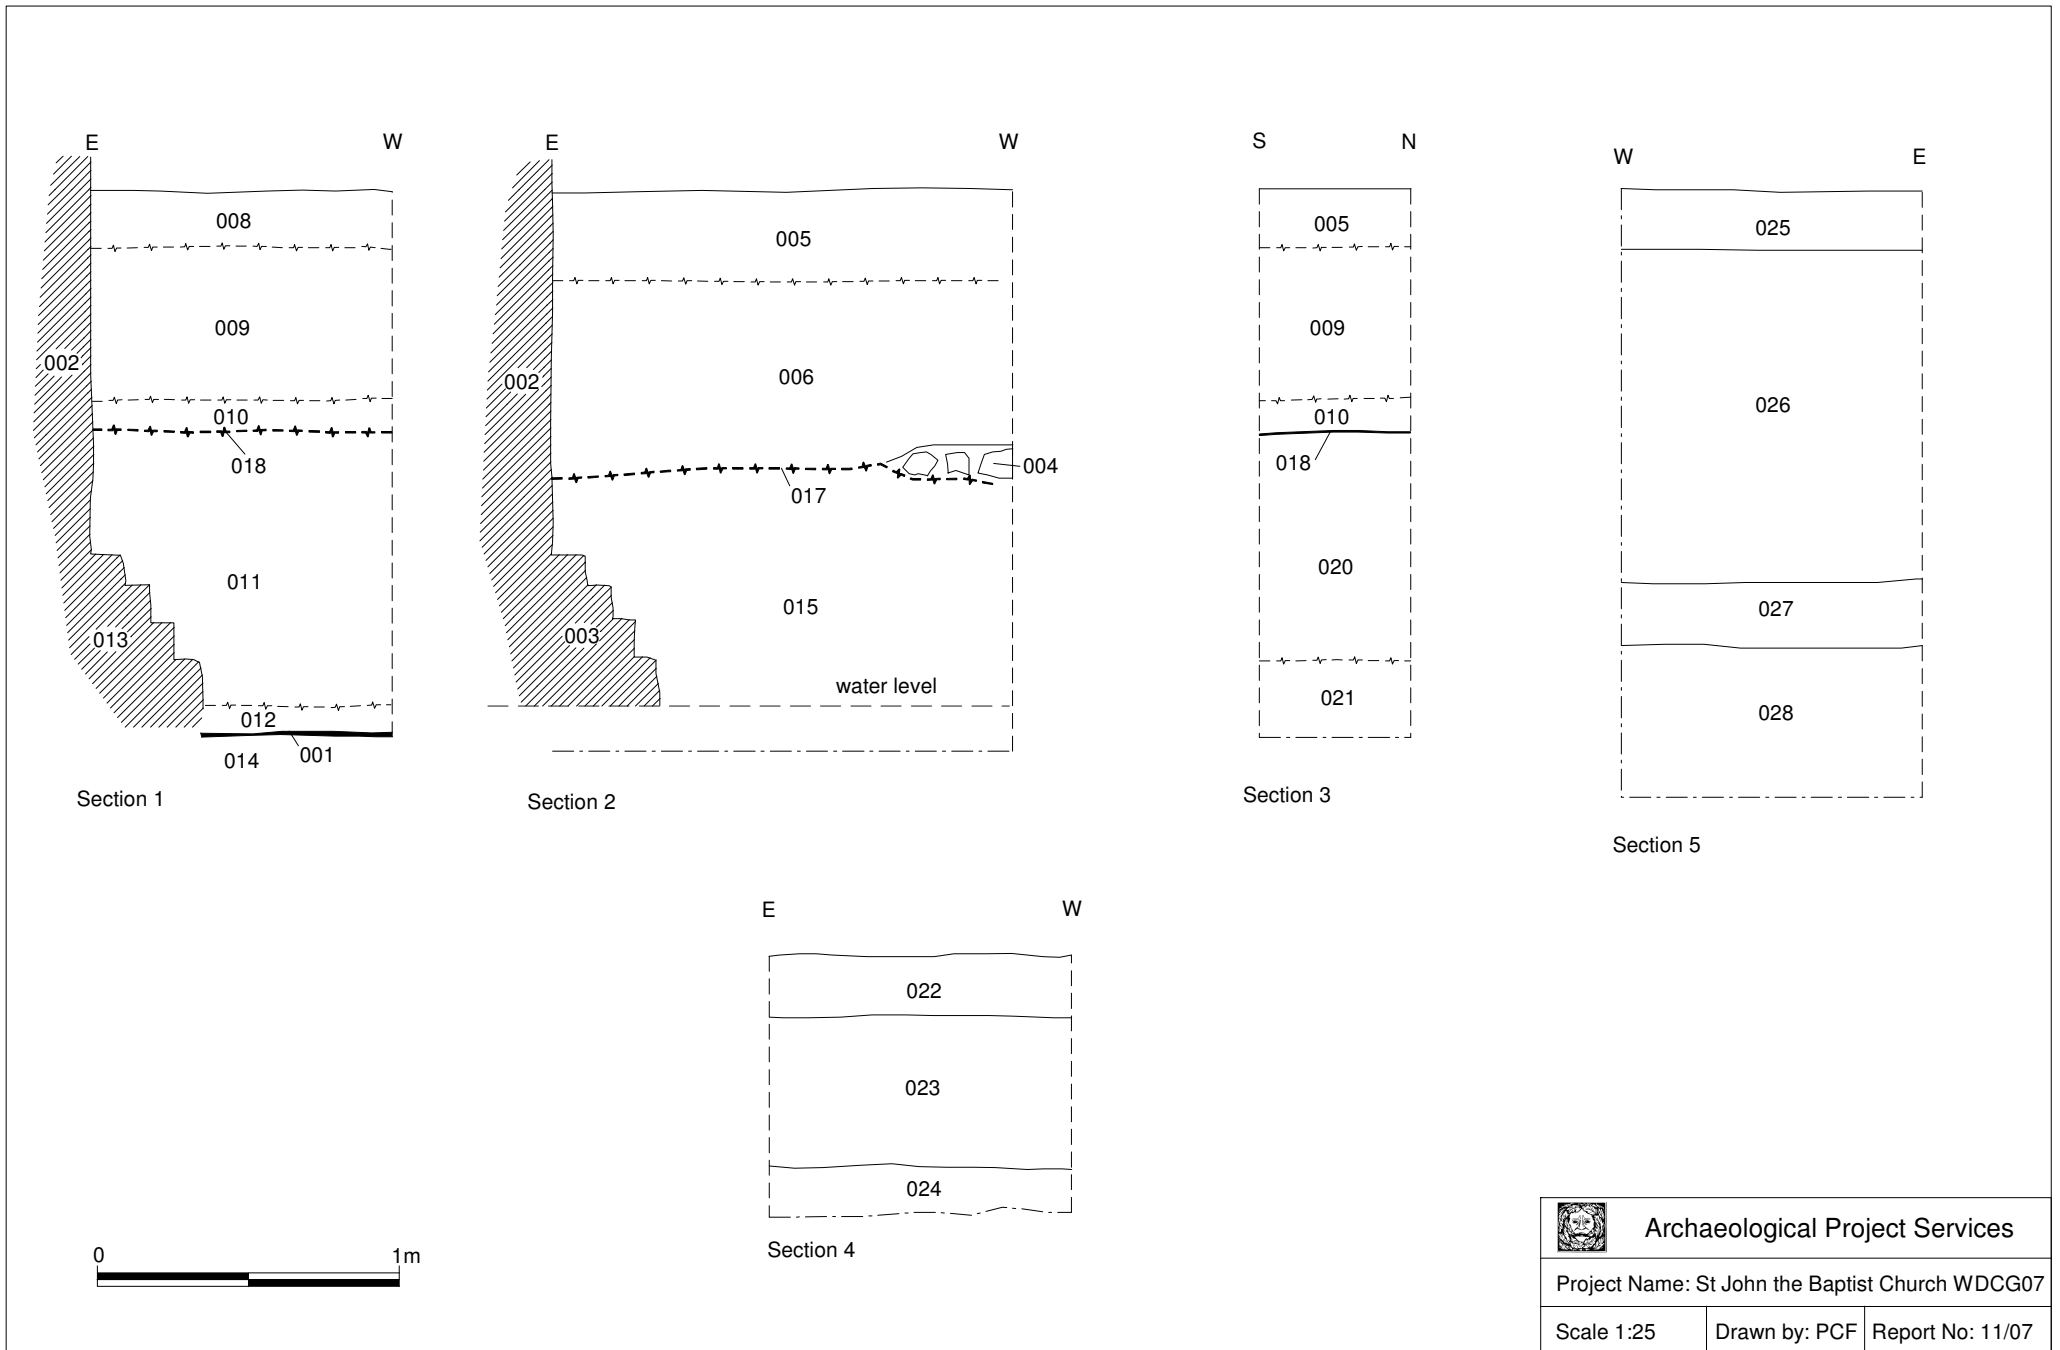 E W
008
009
002
010
018
011
013
012
001
014
Section 1
E W
005
002
006
004
017
015
003
water level
Section 2
S N
005
009
010
018
020
021
Section 3
W E
025
026
027
028
Section 5
E W
022
023
024
Section 4
0 1m
Archaeological Project Services
Project Name: St John the Baptist Church WDCG07
Scale 1:25 Drawn by: PCF Report No: 11/07